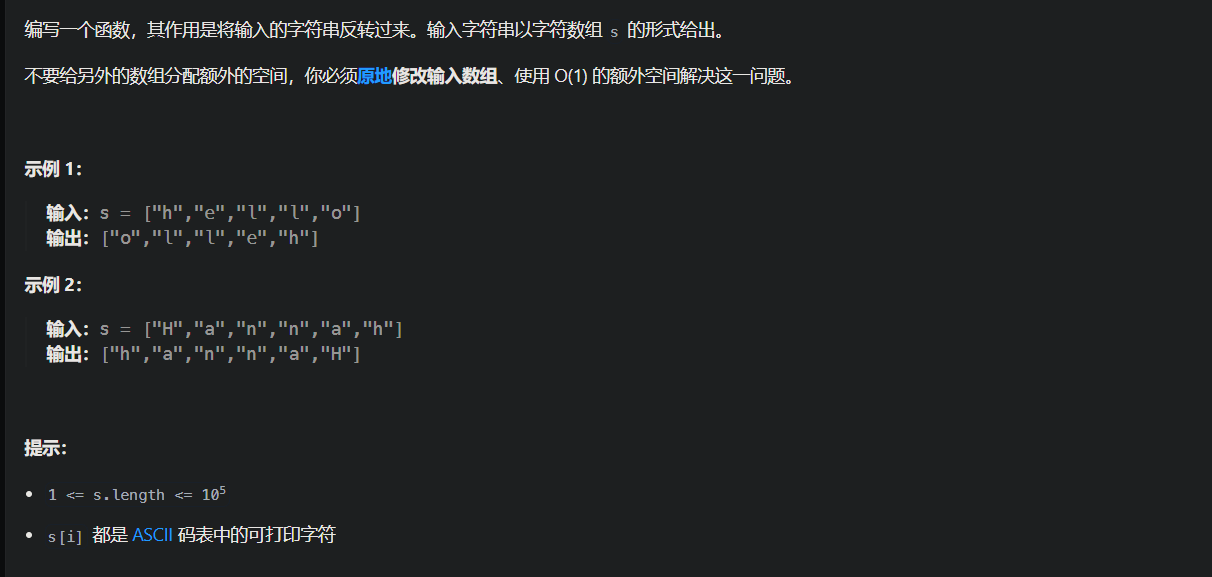 编写一个函数，其作用是将输入的字符串反转过来。输入字符串以字符数组 s 的形式给出。
不要给另外的数组分配额外的空间，你必须原地修改输入数组、使用 O(1) 的额外空间解决这一问题。
示例 1：
输入：s = ["h","e","l","l","o"]
输出：["o","l","l","e","h"]
示例 2：
输入：s = ["H","a","n","n","a","h"]
输出：["h","a","n","n","a","H"]
提示：
• 1 <= s.length <= 10⁵
• s[i] 都是 ASCII 码表中的可打印字符